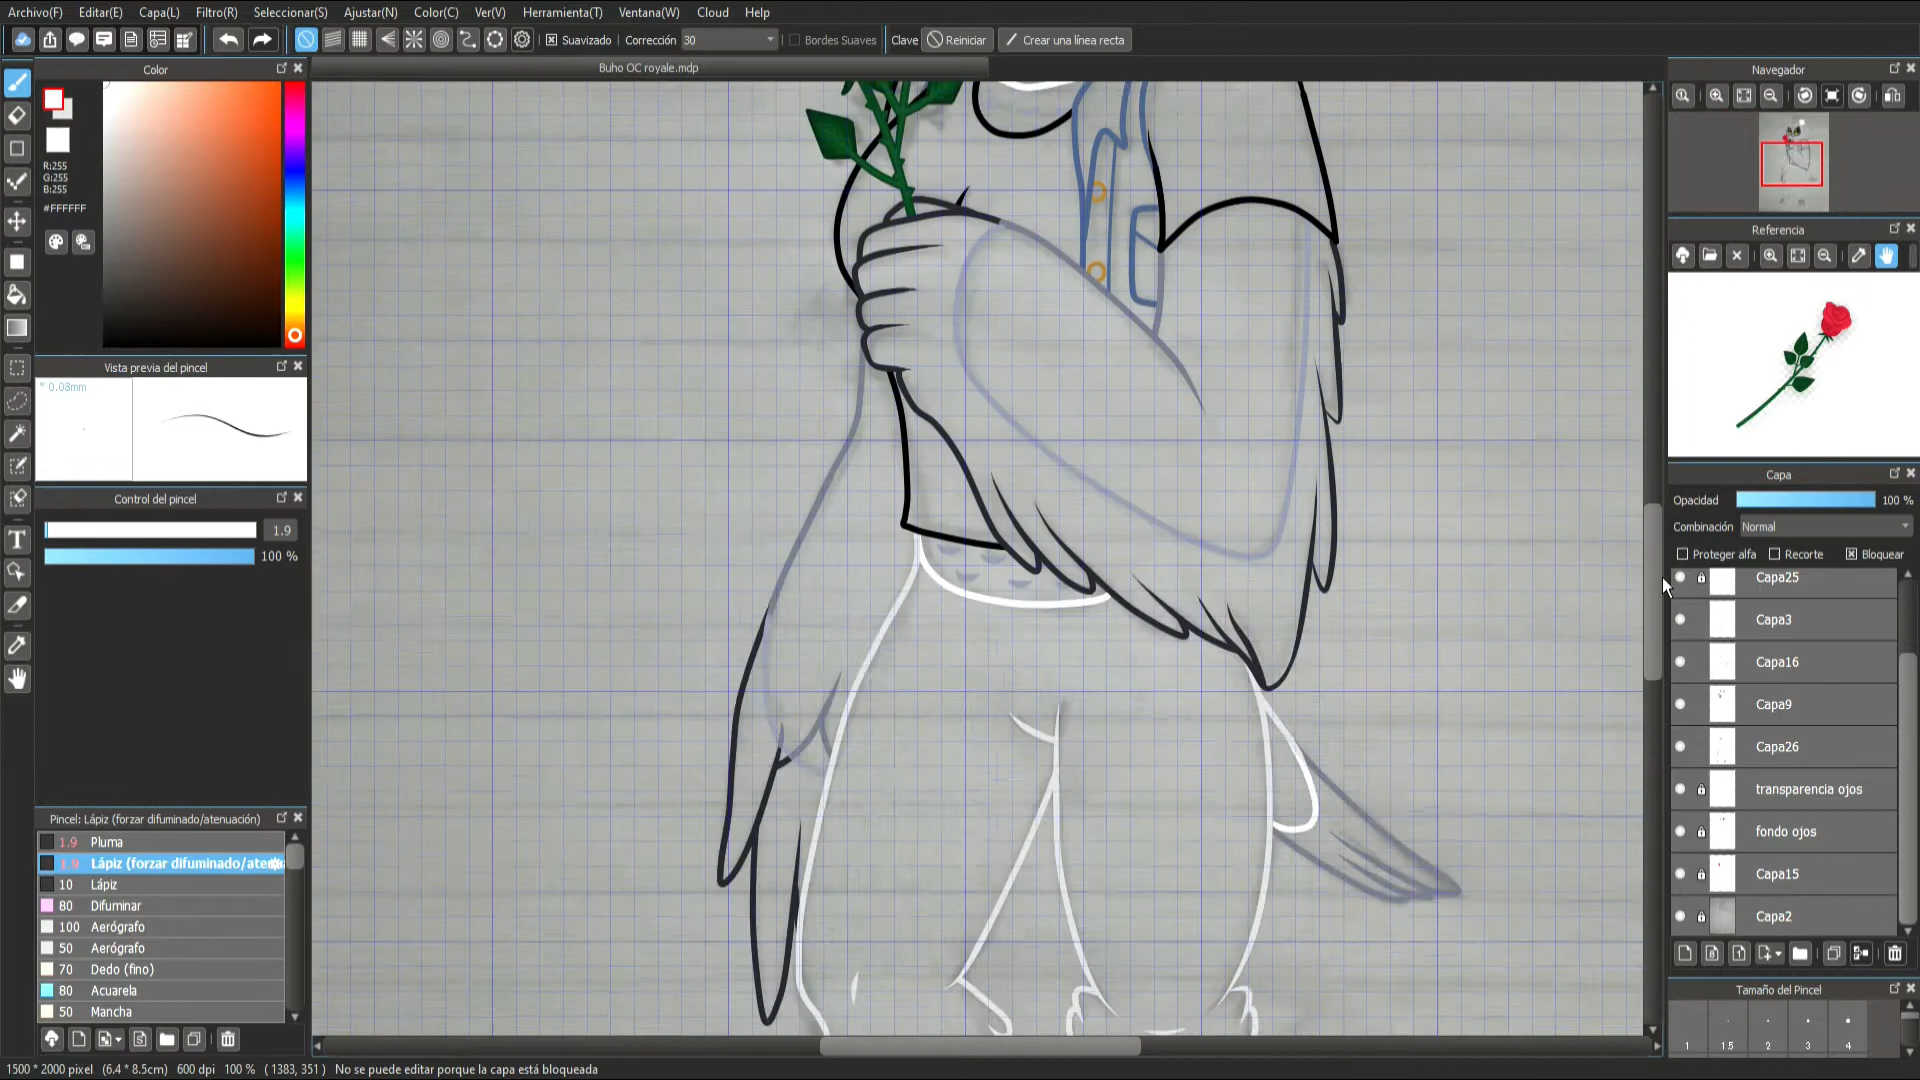 Archivo(F) Editar(E) Capa(L) Filtro(R) Seleccionar(S) Ajustar(N) Color(C) Ver(V) Herramienta(T) Ventana(W) Cloud Help
Suavizado Corrección 30 Bordes Suaves Clave Reiniciar Crear una línea recta
Color
Buho OC royale.mdp
Navegador
R:255
G:255
B:255
#FFFFFF
Referencia
Vista previa del pincel
* 0.08mm
Capa
Opacidad 100 %
Combinación Normal
Proteger alfa Recorte Bloquear
Control del pincel
1.9
100 %
Capa25
Capa3
Capa16
Capa9
Capa26
transparencia ojos
fondo ojos
Capa15
Capa2
Pincel: Lápiz (forzar difuminado/atenuación)
1.9 Pluma
1.9 Lápiz (forzar difuminado/aten
10 Lápiz
80 Difuminar
100 Aerógrafo
50 Aerógrafo
70 Dedo (fino)
80 Acuarela
50 Mancha
Tamaño del Pincel
1 1.5 2 3 4
1500 * 2000 pixel (6.4 * 8.5cm) 600 dpi 100 % ( 1383, 351 ) No se puede editar porque la capa está bloqueada